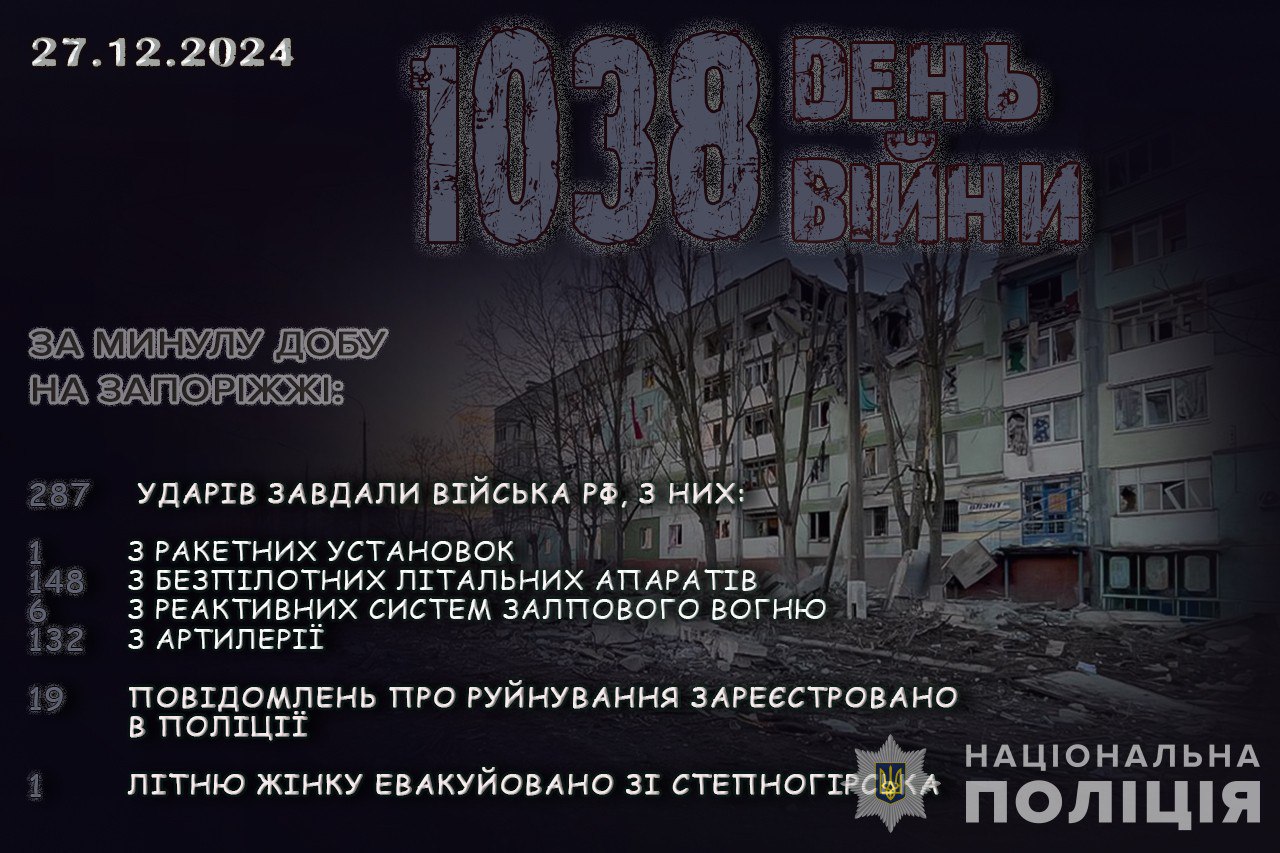 27.12.2024
1038 ДЕНЬ
ВІЙНИ
ЗА МИНУЛУ ДОБУ
НА ЗАПОРІЖЖІ:
287 УДАРІВ ЗАВДАЛИ ВІЙСЬКА РФ, З НИХ:
1 З РАКЕТНИХ УСТАНОВОК
148 З БЕЗПІЛОТНИХ ЛІТАЛЬНИХ АПАРАТІВ
6 З РЕАКТИВНИХ СИСТЕМ ЗАЛПОВОГО ВОГНЮ
132 З АРТИЛЕРІЇ
19 ПОВІДОМЛЕНЬ ПРО РУЙНУВАННЯ ЗАРЕЄСТРОВАНО
В ПОЛІЦІЇ
1 ЛІТНЮ ЖІНКУ ЕВАКУЙОВАНО ЗІ СТЕПНОГІРСЬКА
НАЦІОНАЛЬНА
ПОЛІЦІЯ